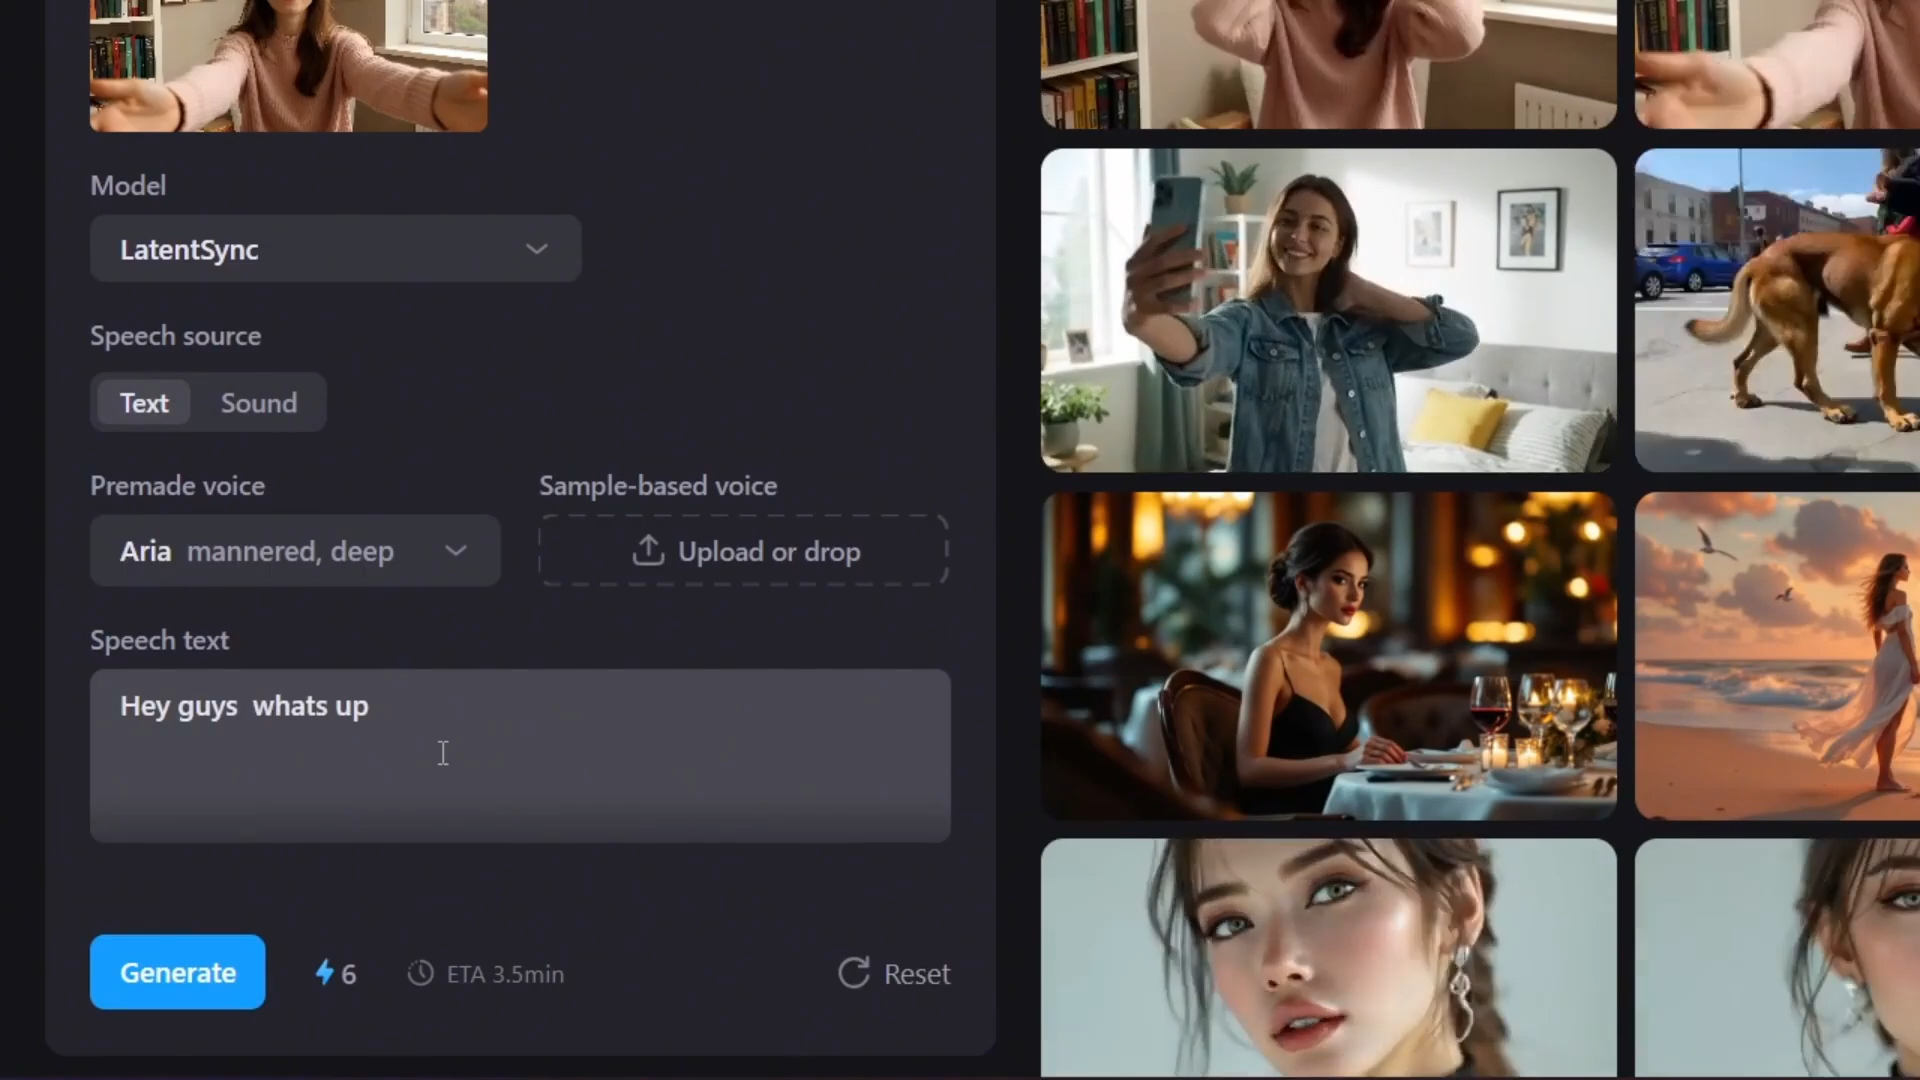 Model
LatentSync
Speech source
Text Sound
Premade voice Sample-based voice
Aria mannered, deep Upload or drop
Speech text
Hey guys  whats up
Generate 6 ETA 3.5min Reset